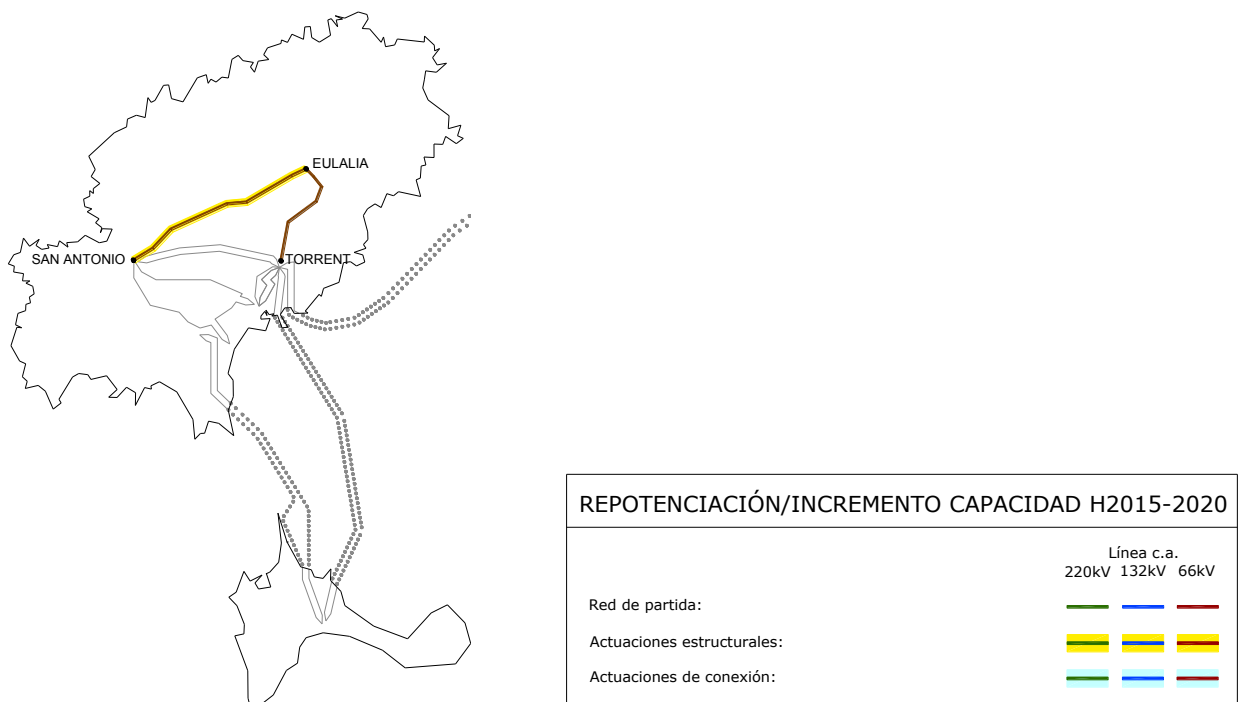 EULALIA
SAN ANTONIO
TORRENT
REPOTENCIACIÓN/INCREMENTO CAPACIDAD H2015-2020
Línea c.a.
220kV 132kV 66kV
Red de partida:
Actuaciones estructurales:
Actuaciones de conexión: